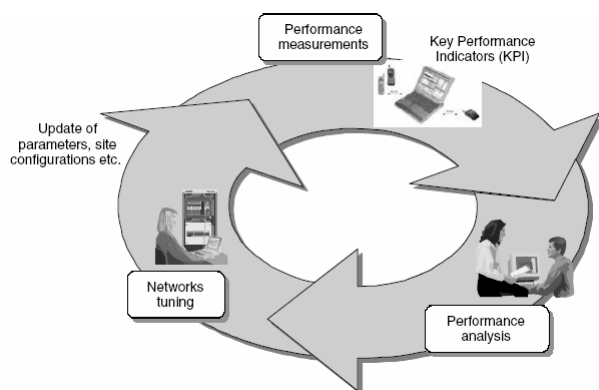 Performance
measurements
Key Performance
Indicators (KPI)
Update of
parameters, site
configurations etc.
Networks
tuning
Performance
analysis